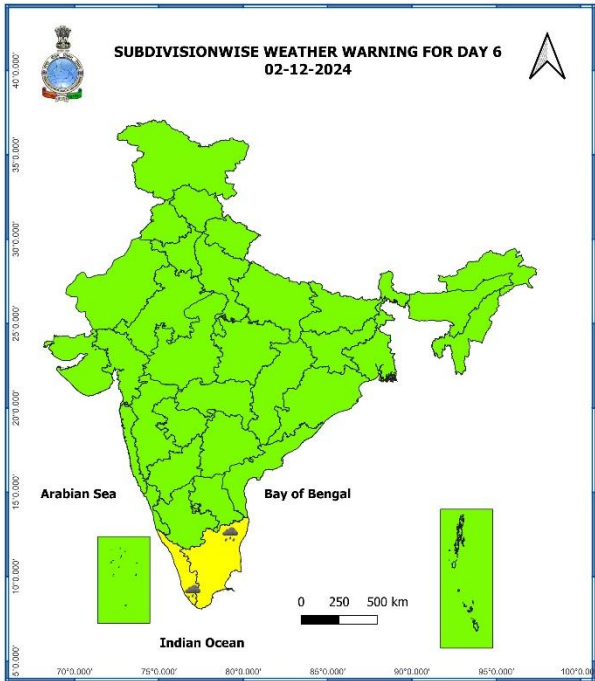 SUBDIVISIONWISE WEATHER WARNING FOR DAY 6
02-12-2024
40°0.000'
35°0.000'
30°0.000'
25°0.000'
20°0.000'
15°0.000'
10°0.000'
5°0.000'
Arabian Sea
Bay of Bengal
0 250 500 km
Indian Ocean
70°0.000' 75°0.000' 80°0.000' 85°0.000' 90°0.000' 95°0.000' 100°0.000'